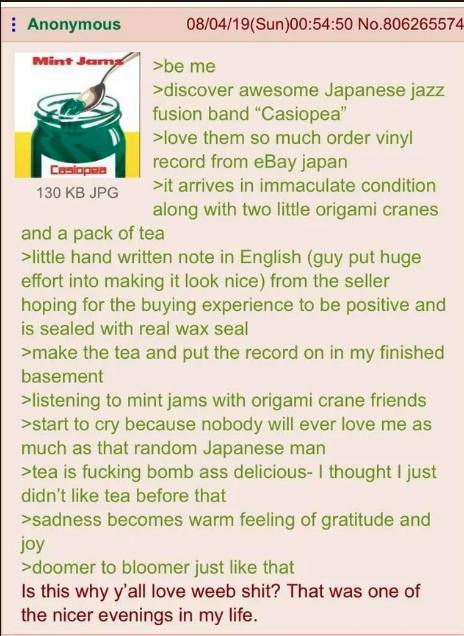 Anonymous 08/04/19(Sun)00:54:50 No.806265574
Mint Jams
Casiopea
130 KB JPG
>be me
>discover awesome Japanese jazz
fusion band “Casiopea”
>love them so much order vinyl
record from eBay japan
>it arrives in immaculate condition
along with two little origami cranes
and a pack of tea
>little hand written note in English (guy put huge
effort into making it look nice) from the seller
hoping for the buying experience to be positive and
is sealed with real wax seal
>make the tea and put the record on in my finished
basement
>listening to mint jams with origami crane friends
>start to cry because nobody will ever love me as
much as that random Japanese man
>tea is fucking bomb ass delicious- I thought I just
didn’t like tea before that
>sadness becomes warm feeling of gratitude and
joy
>doomer to bloomer just like that
Is this why y’all love weeb shit? That was one of
the nicer evenings in my life.